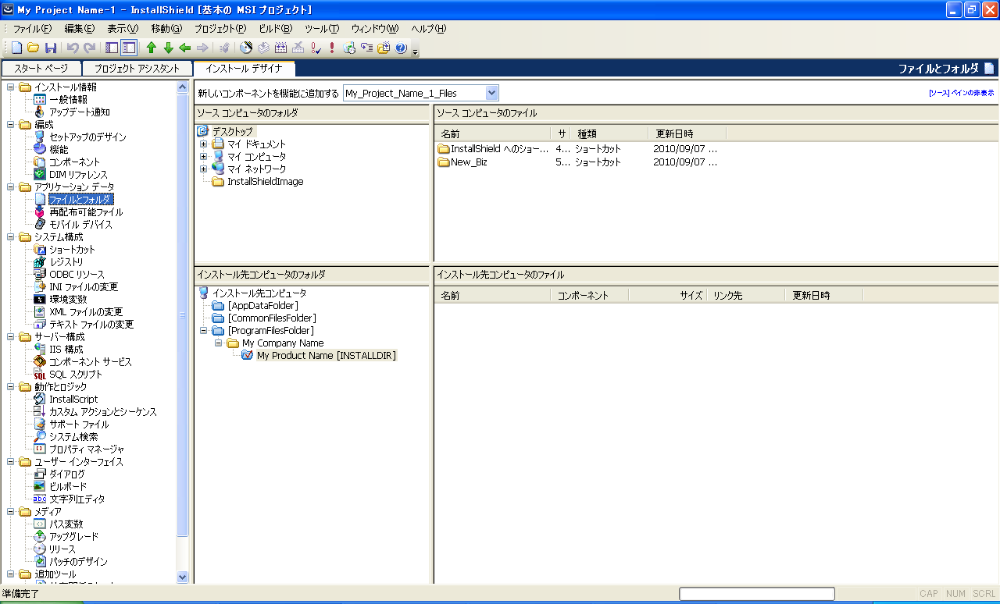 My Project Name-1 - InstallShield [基本の MSI プロジェクト]
ファイル(F) 編集(E) 表示(V) 移動(G) プロジェクト(P) ビルド(B) ツール(T) ウィンドウ(W) ヘルプ(H)
スタート ページ プロジェクト アシスタント インストール デザイナ ファイルとフォルダ
新しいコンポーネントを機能に追加する My_Project_Name_1_Files [ソース] ペインの非表示
インストール情報
一般情報
アップデート通知
編成
セットアップのデザイン
機能
コンポーネント
DIM リファレンス
アプリケーション データ
ファイルとフォルダ
再配布可能ファイル
モバイル デバイス
システム構成
ショートカット
レジストリ
ODBC リソース
INI ファイルの変更
環境変数
XML ファイルの変更
テキスト ファイルの変更
サーバー構成
IIS 構成
コンポーネント サービス
SQL スクリプト
動作とロジック
InstallScript
カスタム アクションとシーケンス
サポート ファイル
システム検索
プロパティ マネージャ
ユーザー インターフェイス
ダイアログ
ビルボード
文字列エディタ
メディア
パス変数
アップグレード
リリース
パッチのデザイン
追加ツール
ソース コンピュータのフォルダ
デスクトップ
マイ ドキュメント
マイ コンピュータ
マイ ネットワーク
InstallShieldImage
ソース コンピュータのファイル
名前 サ 種類 更新日時
InstallShield へのショー... 4... ショートカット 2010/09/07 ...
New_Biz 5... ショートカット 2010/09/07 ...
インストール先コンピュータのフォルダ
インストール先コンピュータ
[AppDataFolder]
[CommonFilesFolder]
[ProgramFilesFolder]
My Company Name
My Product Name [INSTALLDIR]
インストール先コンピュータのファイル
名前 コンポーネント サイズ リンク先 更新日時
準備完了 CAP NUM SCRL